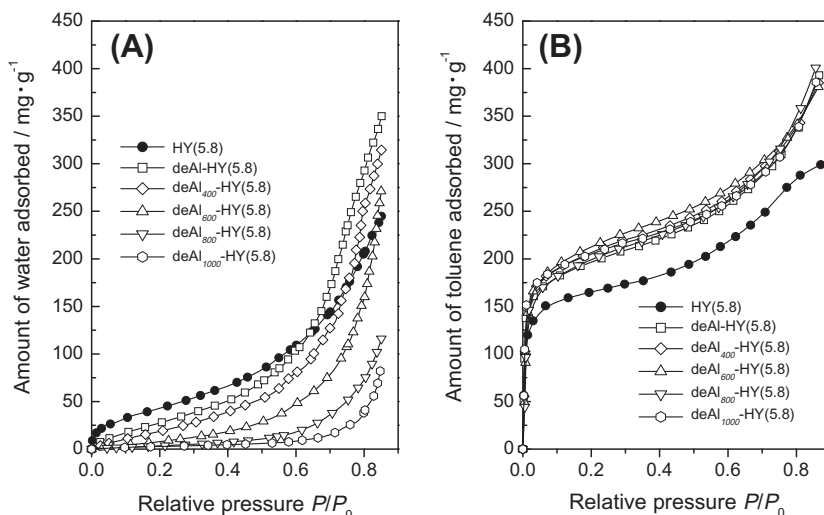 (A)
Amount of water adsorbed / mg·g⁻¹
450
400
350
300
250
200
150
100
50
0
HY(5.8)
deAl-HY(5.8)
deAl₄₀₀-HY(5.8)
deAl₆₀₀-HY(5.8)
deAl₈₀₀-HY(5.8)
deAl₁₀₀₀-HY(5.8)
0.0 0.2 0.4 0.6 0.8
Relative pressure P/P₀
(B)
Amount of toluene adsorbed / mg·g⁻¹
450
400
350
300
250
200
150
100
50
0
HY(5.8)
deAl-HY(5.8)
deAl₄₀₀-HY(5.8)
deAl₆₀₀-HY(5.8)
deAl₈₀₀-HY(5.8)
deAl₁₀₀₀-HY(5.8)
0.0 0.2 0.4 0.6 0.8
Relative pressure P/P₀